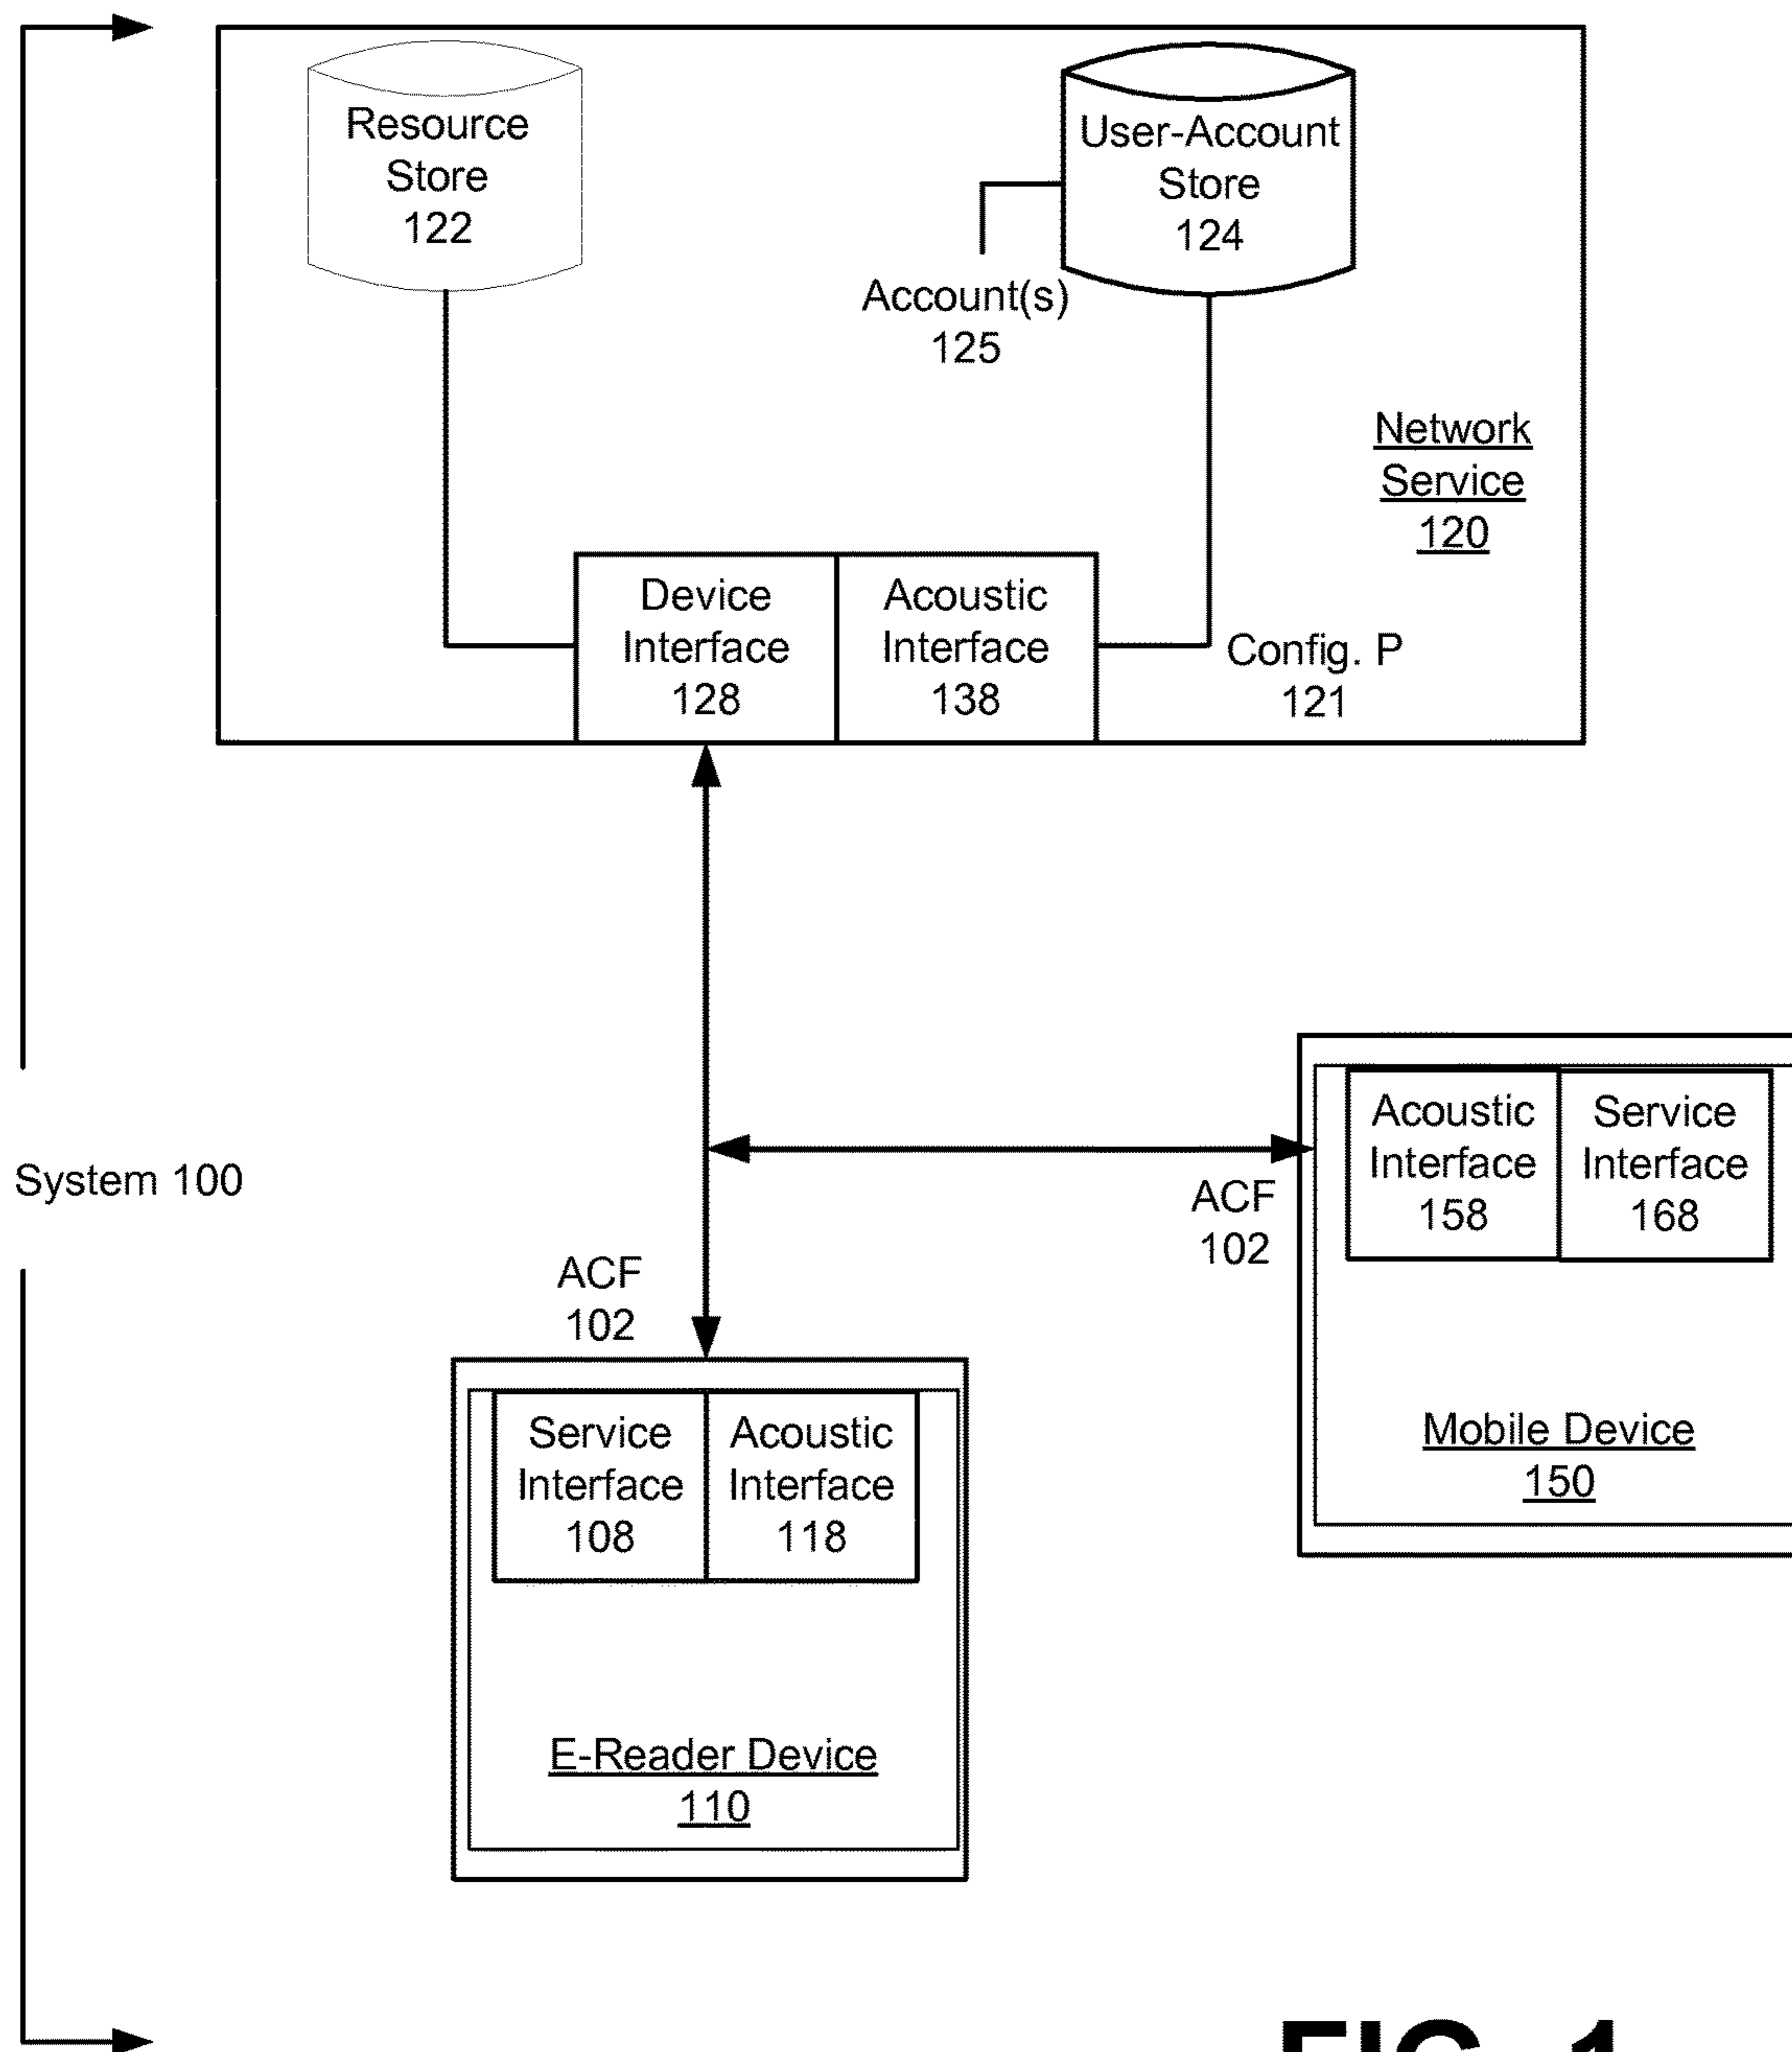 Resource
Store
122
User-Account
Store
124
Account(s)
125
Network
Service
120
Device
Interface
128
Acoustic
Interface
138
Config. P
121
System 100
ACF
102
Acoustic
Interface
158
Service
Interface
168
Mobile Device
150
ACF
102
Service
Interface
108
Acoustic
Interface
118
E-Reader Device
110
FIG. 1